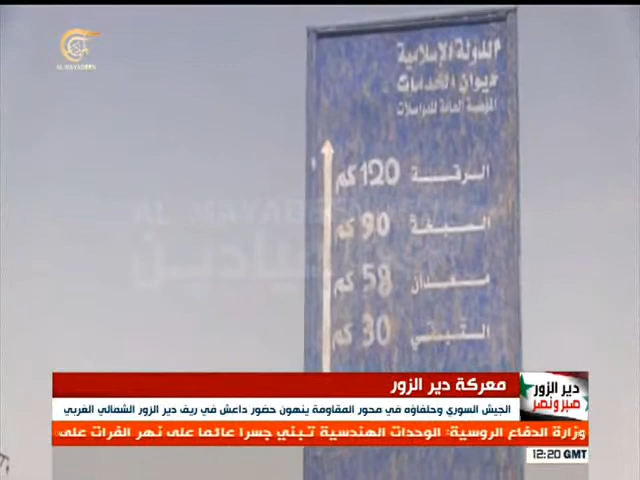 AL MAYADEEN
الدولة الإسلامية
ديوان الخدمات
الهيئة العامة للمواصلات
الرقة = 120 كم
السبخة = 90 كم
معدان = 58 كم
التبني = 30 كم
AL MAYADEEN
الميادين
معركة دير الزور
الجيش السوري وحلفاؤه في محور المقاومة ينهون حضور داعش في ريف دير الزور الشمالي الغربي
دير الزور
صبر ونصر
وزارة الدفاع الروسية: الوحدات الهندسية تبني جسرا عائما على نهر الفرات على
12:20 GMT